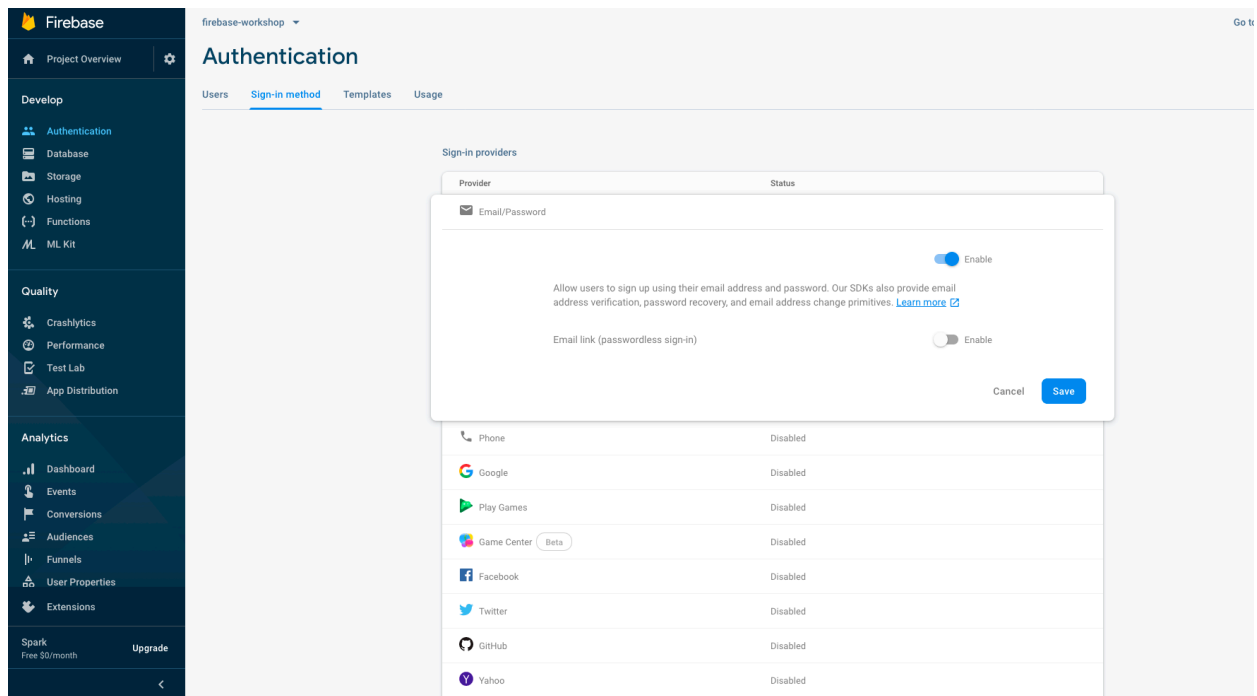 Firebase
Project Overview
Develop
Authentication
Database
Storage
Hosting
Functions
ML Kit
Quality
Crashlytics
Performance
Test Lab
App Distribution
Analytics
Dashboard
Events
Conversions
Audiences
Funnels
User Properties
Extensions
Spark
Free $0/month
Upgrade
firebase-workshop
Go to
Authentication
Users Sign-in method Templates Usage
Sign-in providers
Provider Status
Email/Password
Enable
Allow users to sign up using their email address and password. Our SDKs also provide email
address verification, password recovery, and email address change primitives. Learn more
Email link (passwordless sign-in) Enable
Cancel Save
Phone Disabled
Google Disabled
Play Games Disabled
Game Center Beta Disabled
Facebook Disabled
Twitter Disabled
GitHub Disabled
Yahoo Disabled